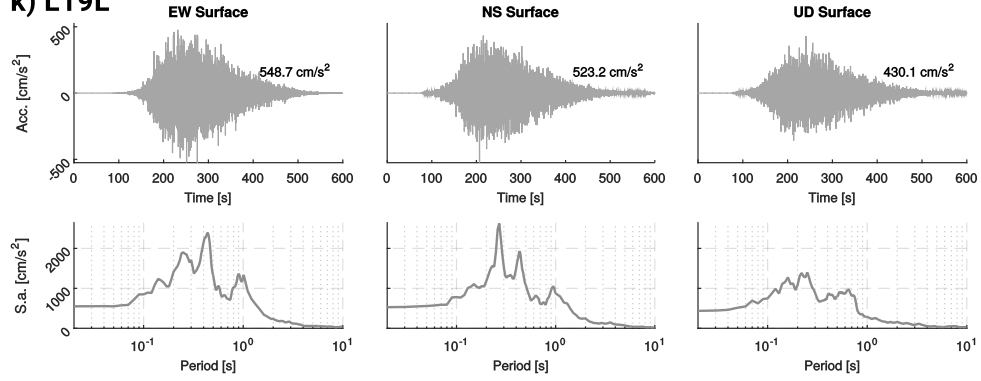 k) L19L
EW Surface
NS Surface
UD Surface
Acc. [cm/s²]
500
0
-500
548.7 cm/s²
523.2 cm/s²
430.1 cm/s²
0 100 200 300 400 500 600
0 100 200 300 400 500 600
0 100 200 300 400 500 600
Time [s]
Time [s]
Time [s]
S.a. [cm/s²]
2000
1000
0
10⁻¹ 10⁰ 10¹
10⁻¹ 10⁰ 10¹
10⁻¹ 10⁰ 10¹
Period [s]
Period [s]
Period [s]